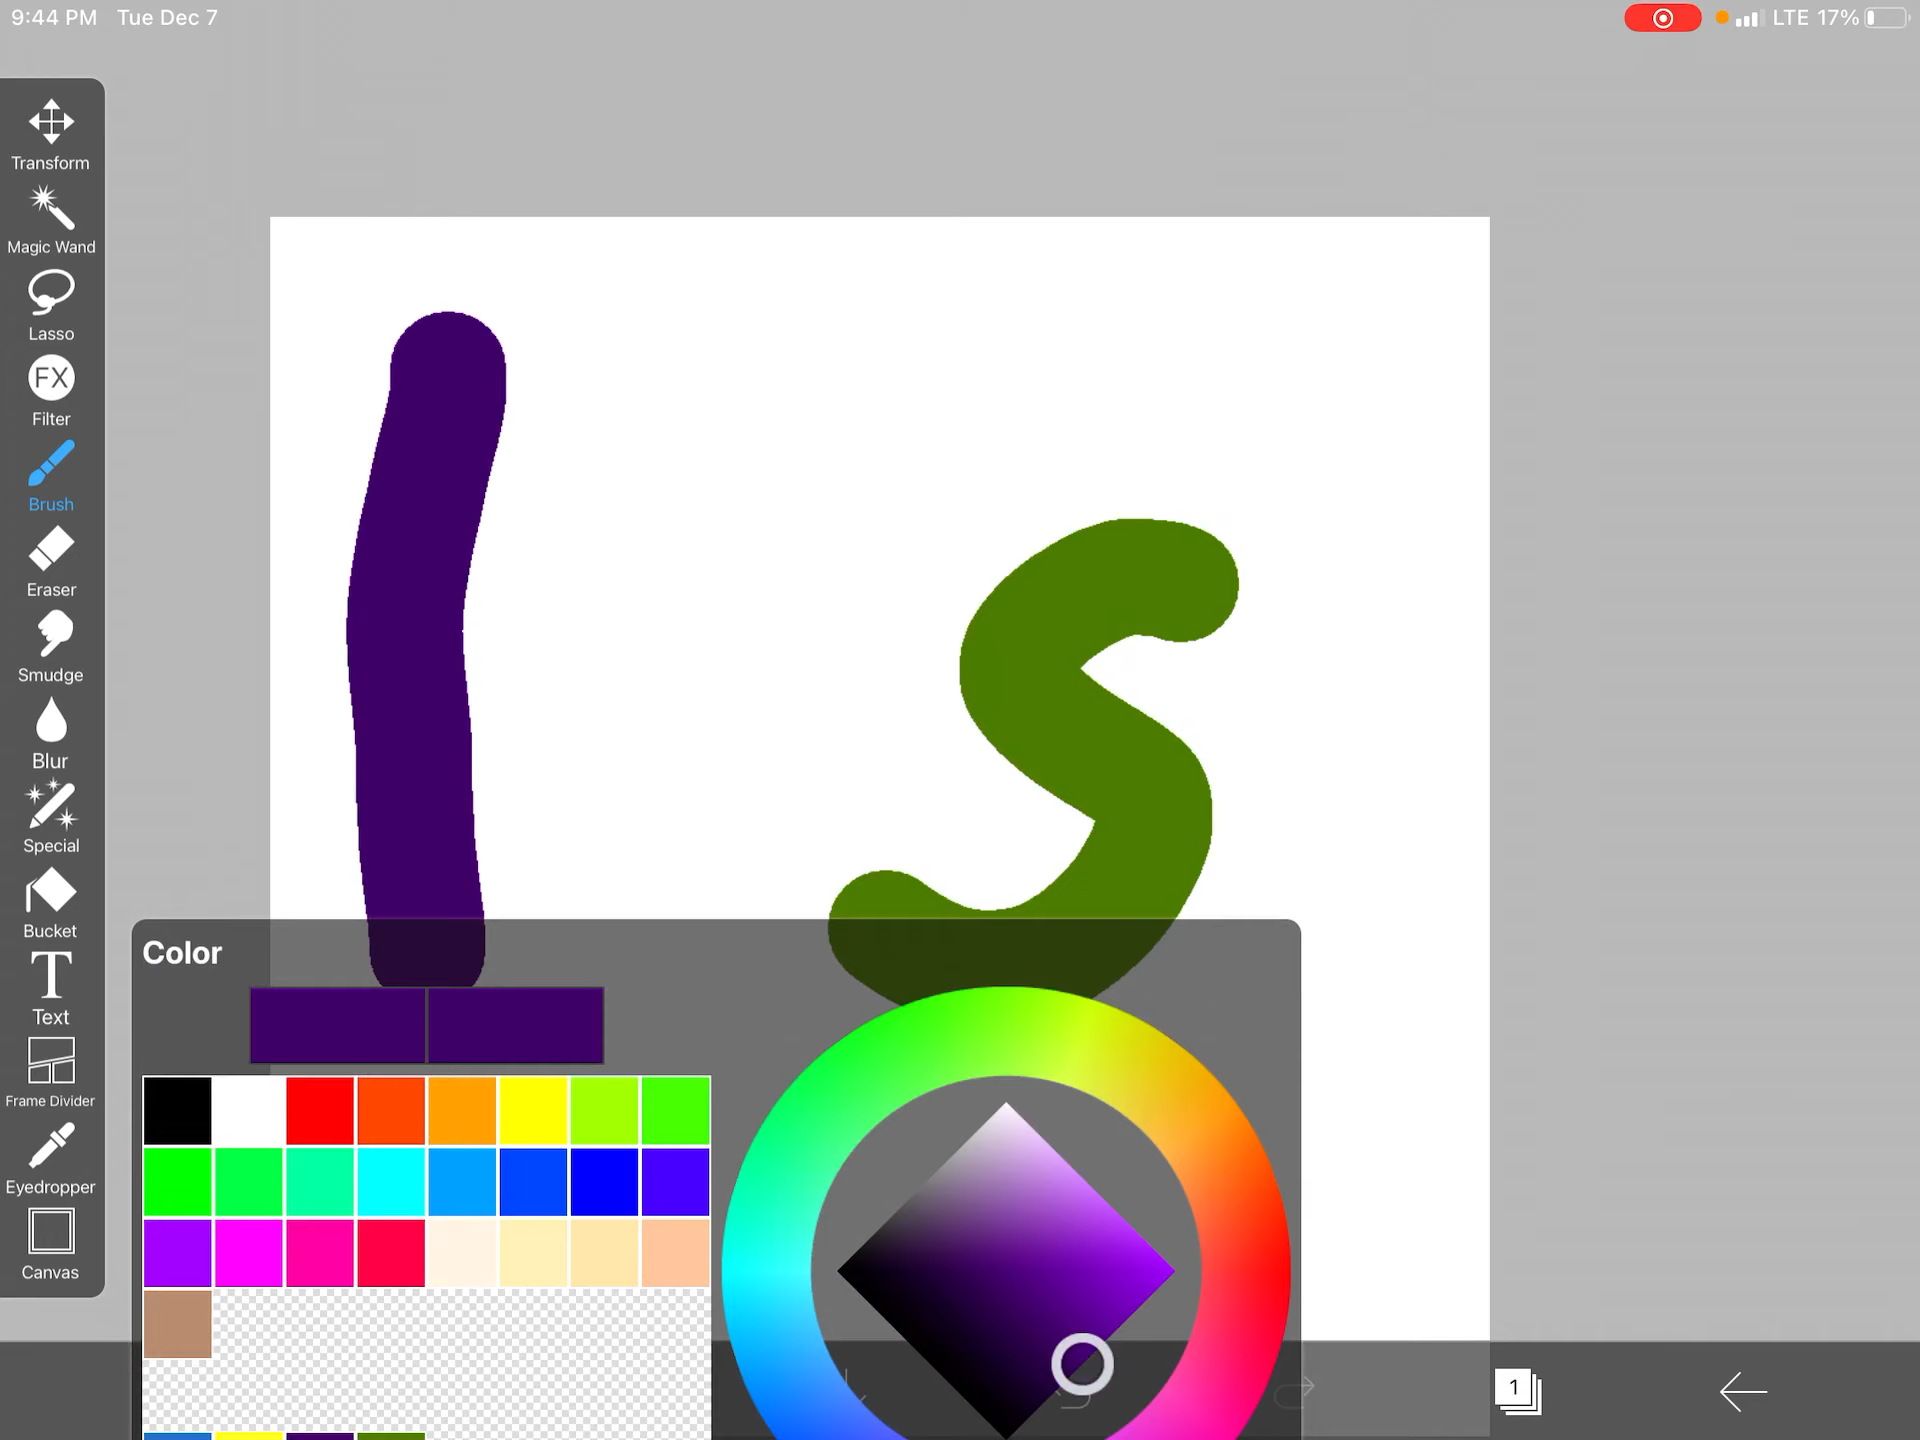 9:44 PM Tue Dec 7
LTE 17%
Transform
Magic Wand
Lasso
FX
Filter
Brush
Eraser
Smudge
Blur
Special
Bucket
T
Text
Frame Divider
Eyedropper
Canvas
l s
Color
1